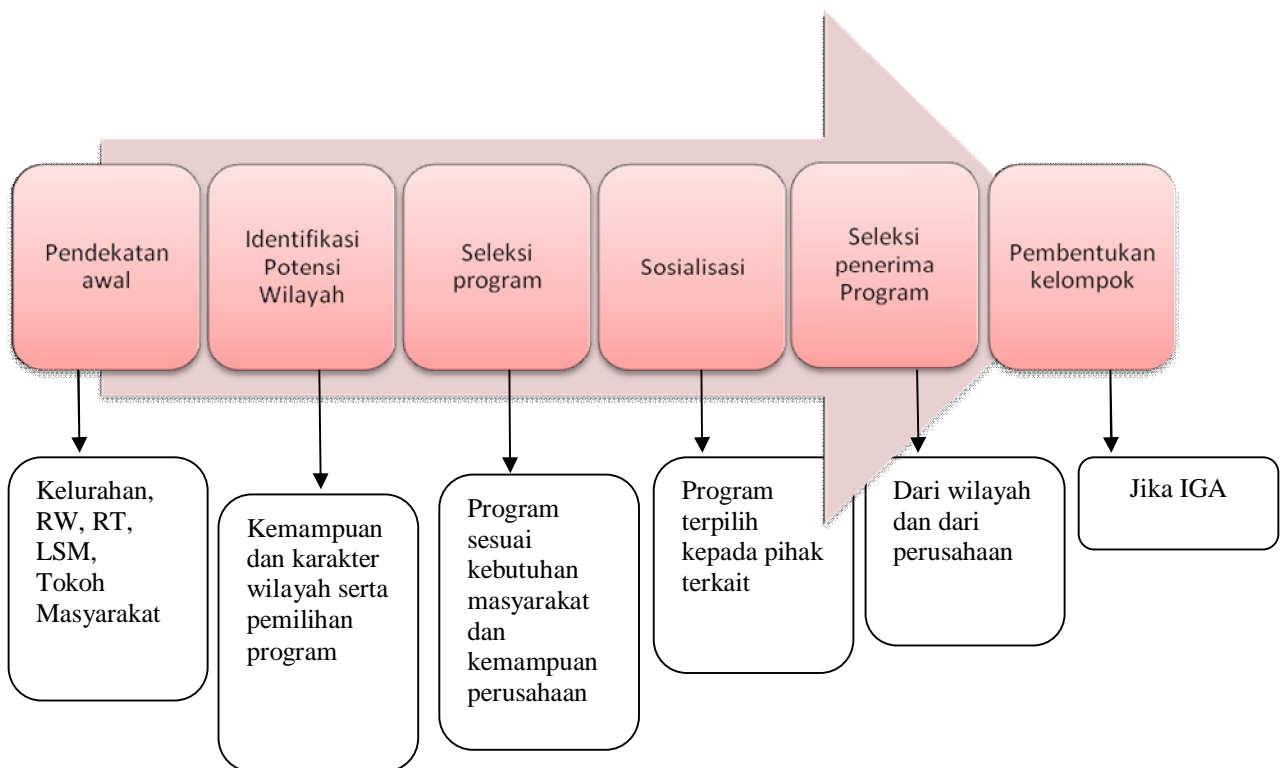 Pendekatan
awal
Identifikasi
Potensi
Wilayah
Seleksi
program
Sosialisasi
Seleksi
penerima
Program
Pembentukan
kelompok
Kelurahan,
RW, RT,
LSM,
Tokoh
Masyarakat
Kemampuan
dan karakter
wilayah serta
pemilihan
program
Program
sesuai
kebutuhan
masyarakat
dan
kemampuan
perusahaan
Program
terpilih
kepada pihak
terkait
Dari wilayah
dan dari
perusahaan
Jika IGA